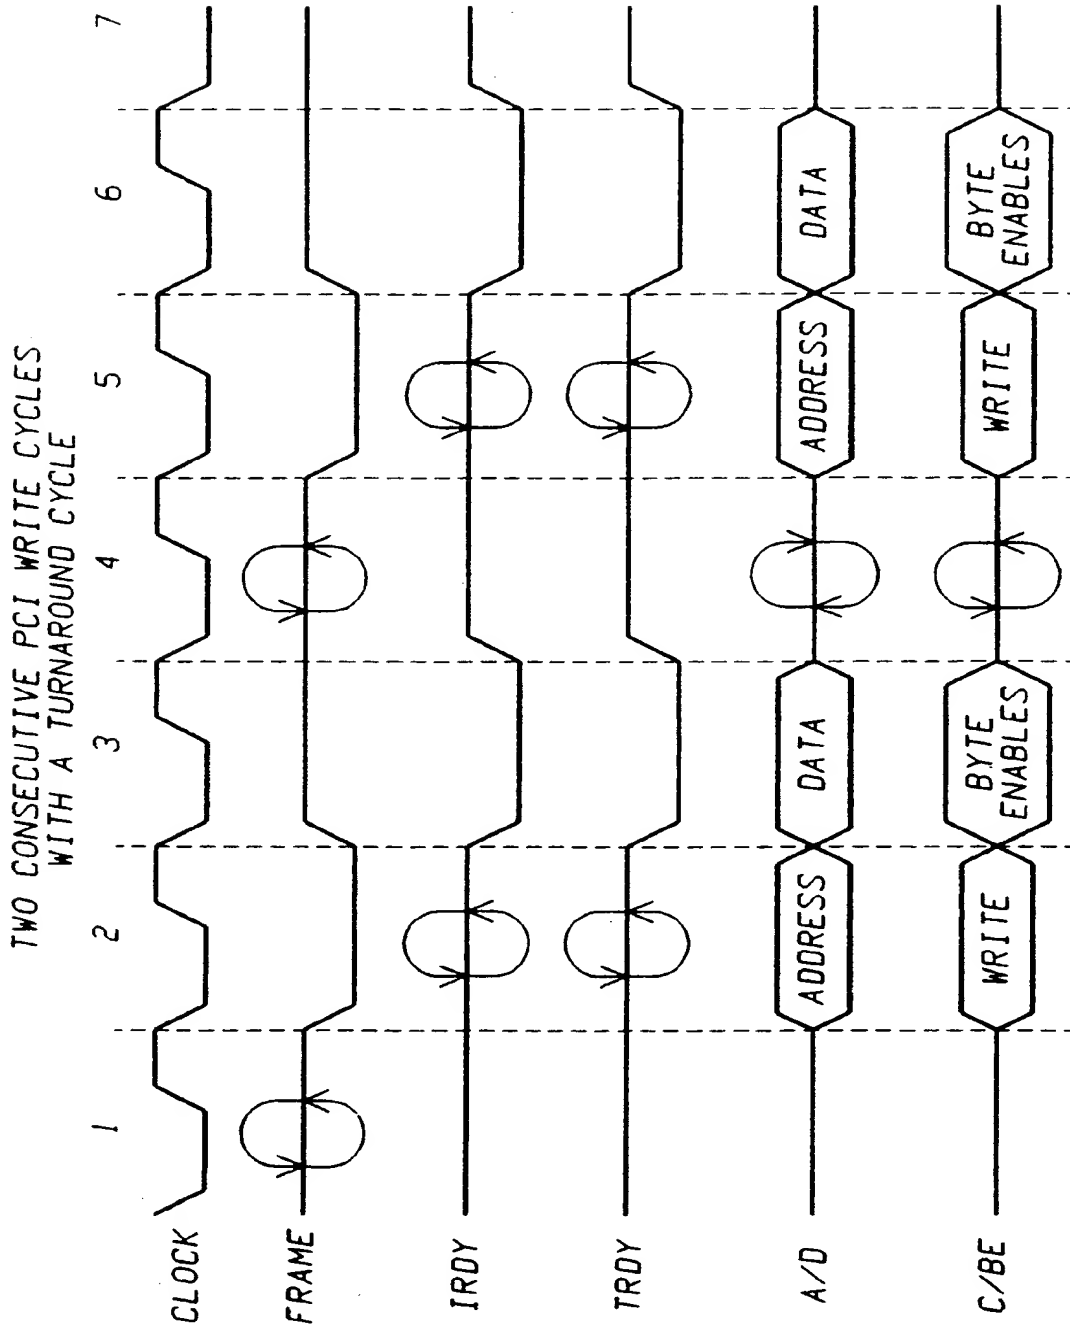 TWO CONSECUTIVE PCI WRITE CYCLES
WITH A TURNAROUND CYCLE
1 2 3 4 5 6 7
CLOCK
FRAME
IRDY
TRDY
A/D
ADDRESS
DATA
ADDRESS
DATA
C/BE
WRITE
BYTE
ENABLES
WRITE
BYTE
ENABLES